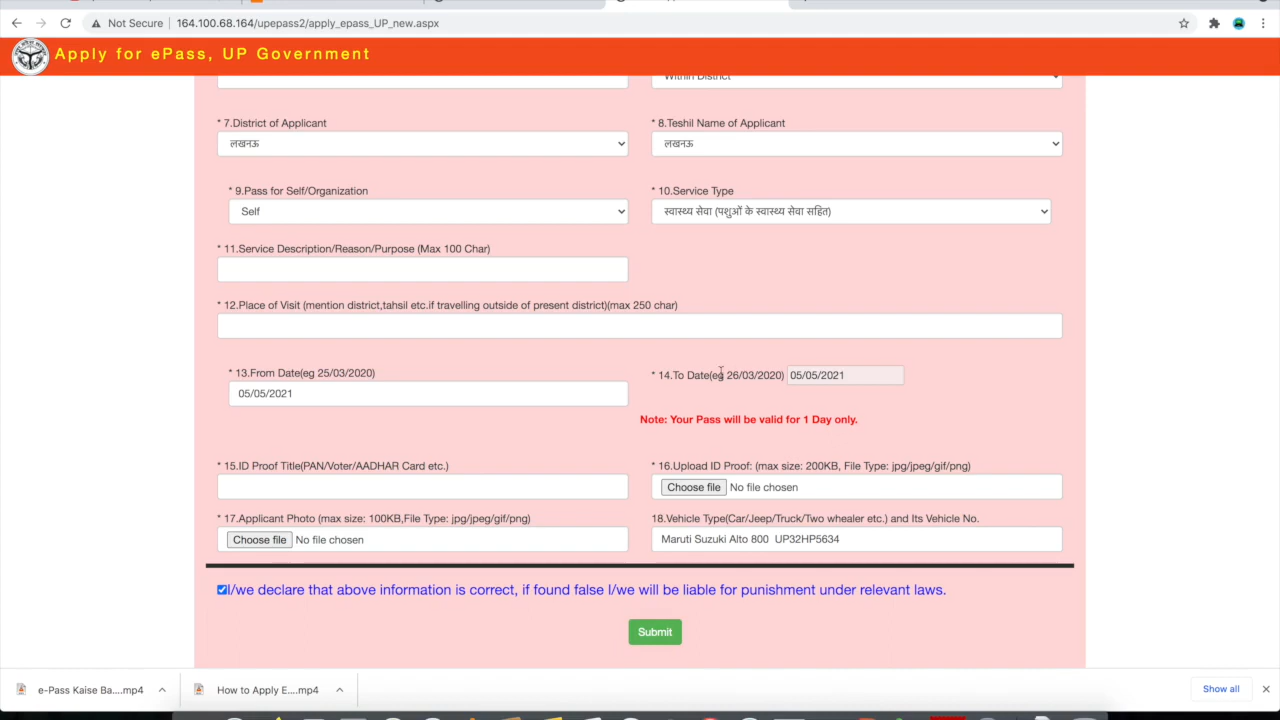 Not Secure 164.100.68.164/upepass2/apply_epass_UP_new.aspx
Apply for ePass, UP Government
Within District
* 7.District of Applicant
* 8.Teshil Name of Applicant
लखनऊ
लखनऊ
* 9.Pass for Self/Organization
* 10.Service Type
Self
स्वास्थ्य सेवा (पशुओं के स्वास्थ्य सेवा सहित)
* 11.Service Description/Reason/Purpose (Max 100 Char)
* 12.Place of Visit (mention district,tahsil etc.if travelling outside of present district)(max 250 char)
* 13.From Date(eg 25/03/2020)
* 14.To Date(eg 26/03/2020) 05/05/2021
05/05/2021
Note: Your Pass will be valid for 1 Day only.
* 15.ID Proof Title(PAN/Voter/AADHAR Card etc.)
* 16.Upload ID Proof: (max size: 200KB, File Type: jpg/jpeg/gif/png)
Choose file No file chosen
* 17.Applicant Photo (max size: 100KB,File Type: jpg/jpeg/gif/png)
18.Vehicle Type(Car/Jeep/Truck/Two whealer etc.) and Its Vehicle No.
Choose file No file chosen
Maruti Suzuki Alto 800 UP32HP5634
I/we declare that above information is correct, if found false I/we will be liable for punishment under relevant laws.
Submit
e-Pass Kaise Ba....mp4
How to Apply E....mp4
Show all